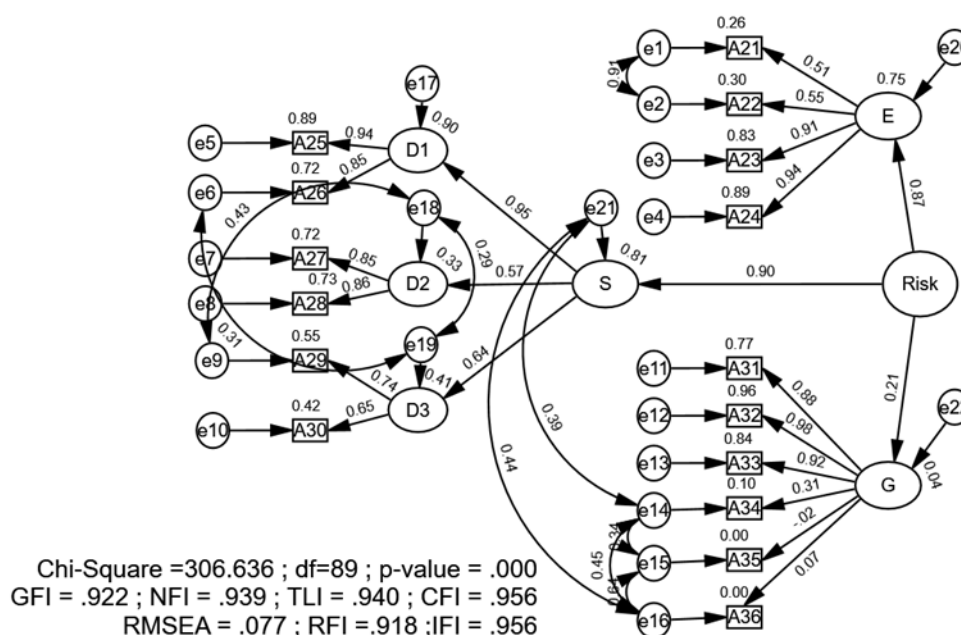 0.26
e1 A21
0.51
0.91
0.30
e2 A22
0.55
0.83
e3 A23
0.91
0.89
e4 A24
0.94
0.75
E
0.87
e17
0.90
D1
0.89
e5 A25
0.94
0.72
e6 A26
0.85
0.43
e18
0.33
0.29
0.72
e7 A27
0.85
D2
0.73
e8 A28
0.86
0.31
0.55
e9 A29
0.74
e19
0.41
D3
0.42
e10 A30
0.65
0.95
0.57
0.64
e21
0.81
S
0.90
Risk
0.21
0.39
0.44
0.77
e11 A31
0.88
0.96
e12 A32
0.98
0.84
e13 A33
0.92
0.10
e14 A34
0.31
0.34
0.00
e15 A35
-.02
0.45
0.64
0.00
e16 A36
0.07
G
0.04
Chi-Square =306.636 ; df=89 ; p-value = .000
GFI = .922 ; NFI = .939 ; TLI = .940 ; CFI = .956
RMSEA = .077 ; RFI = .918 ;IFI = .956